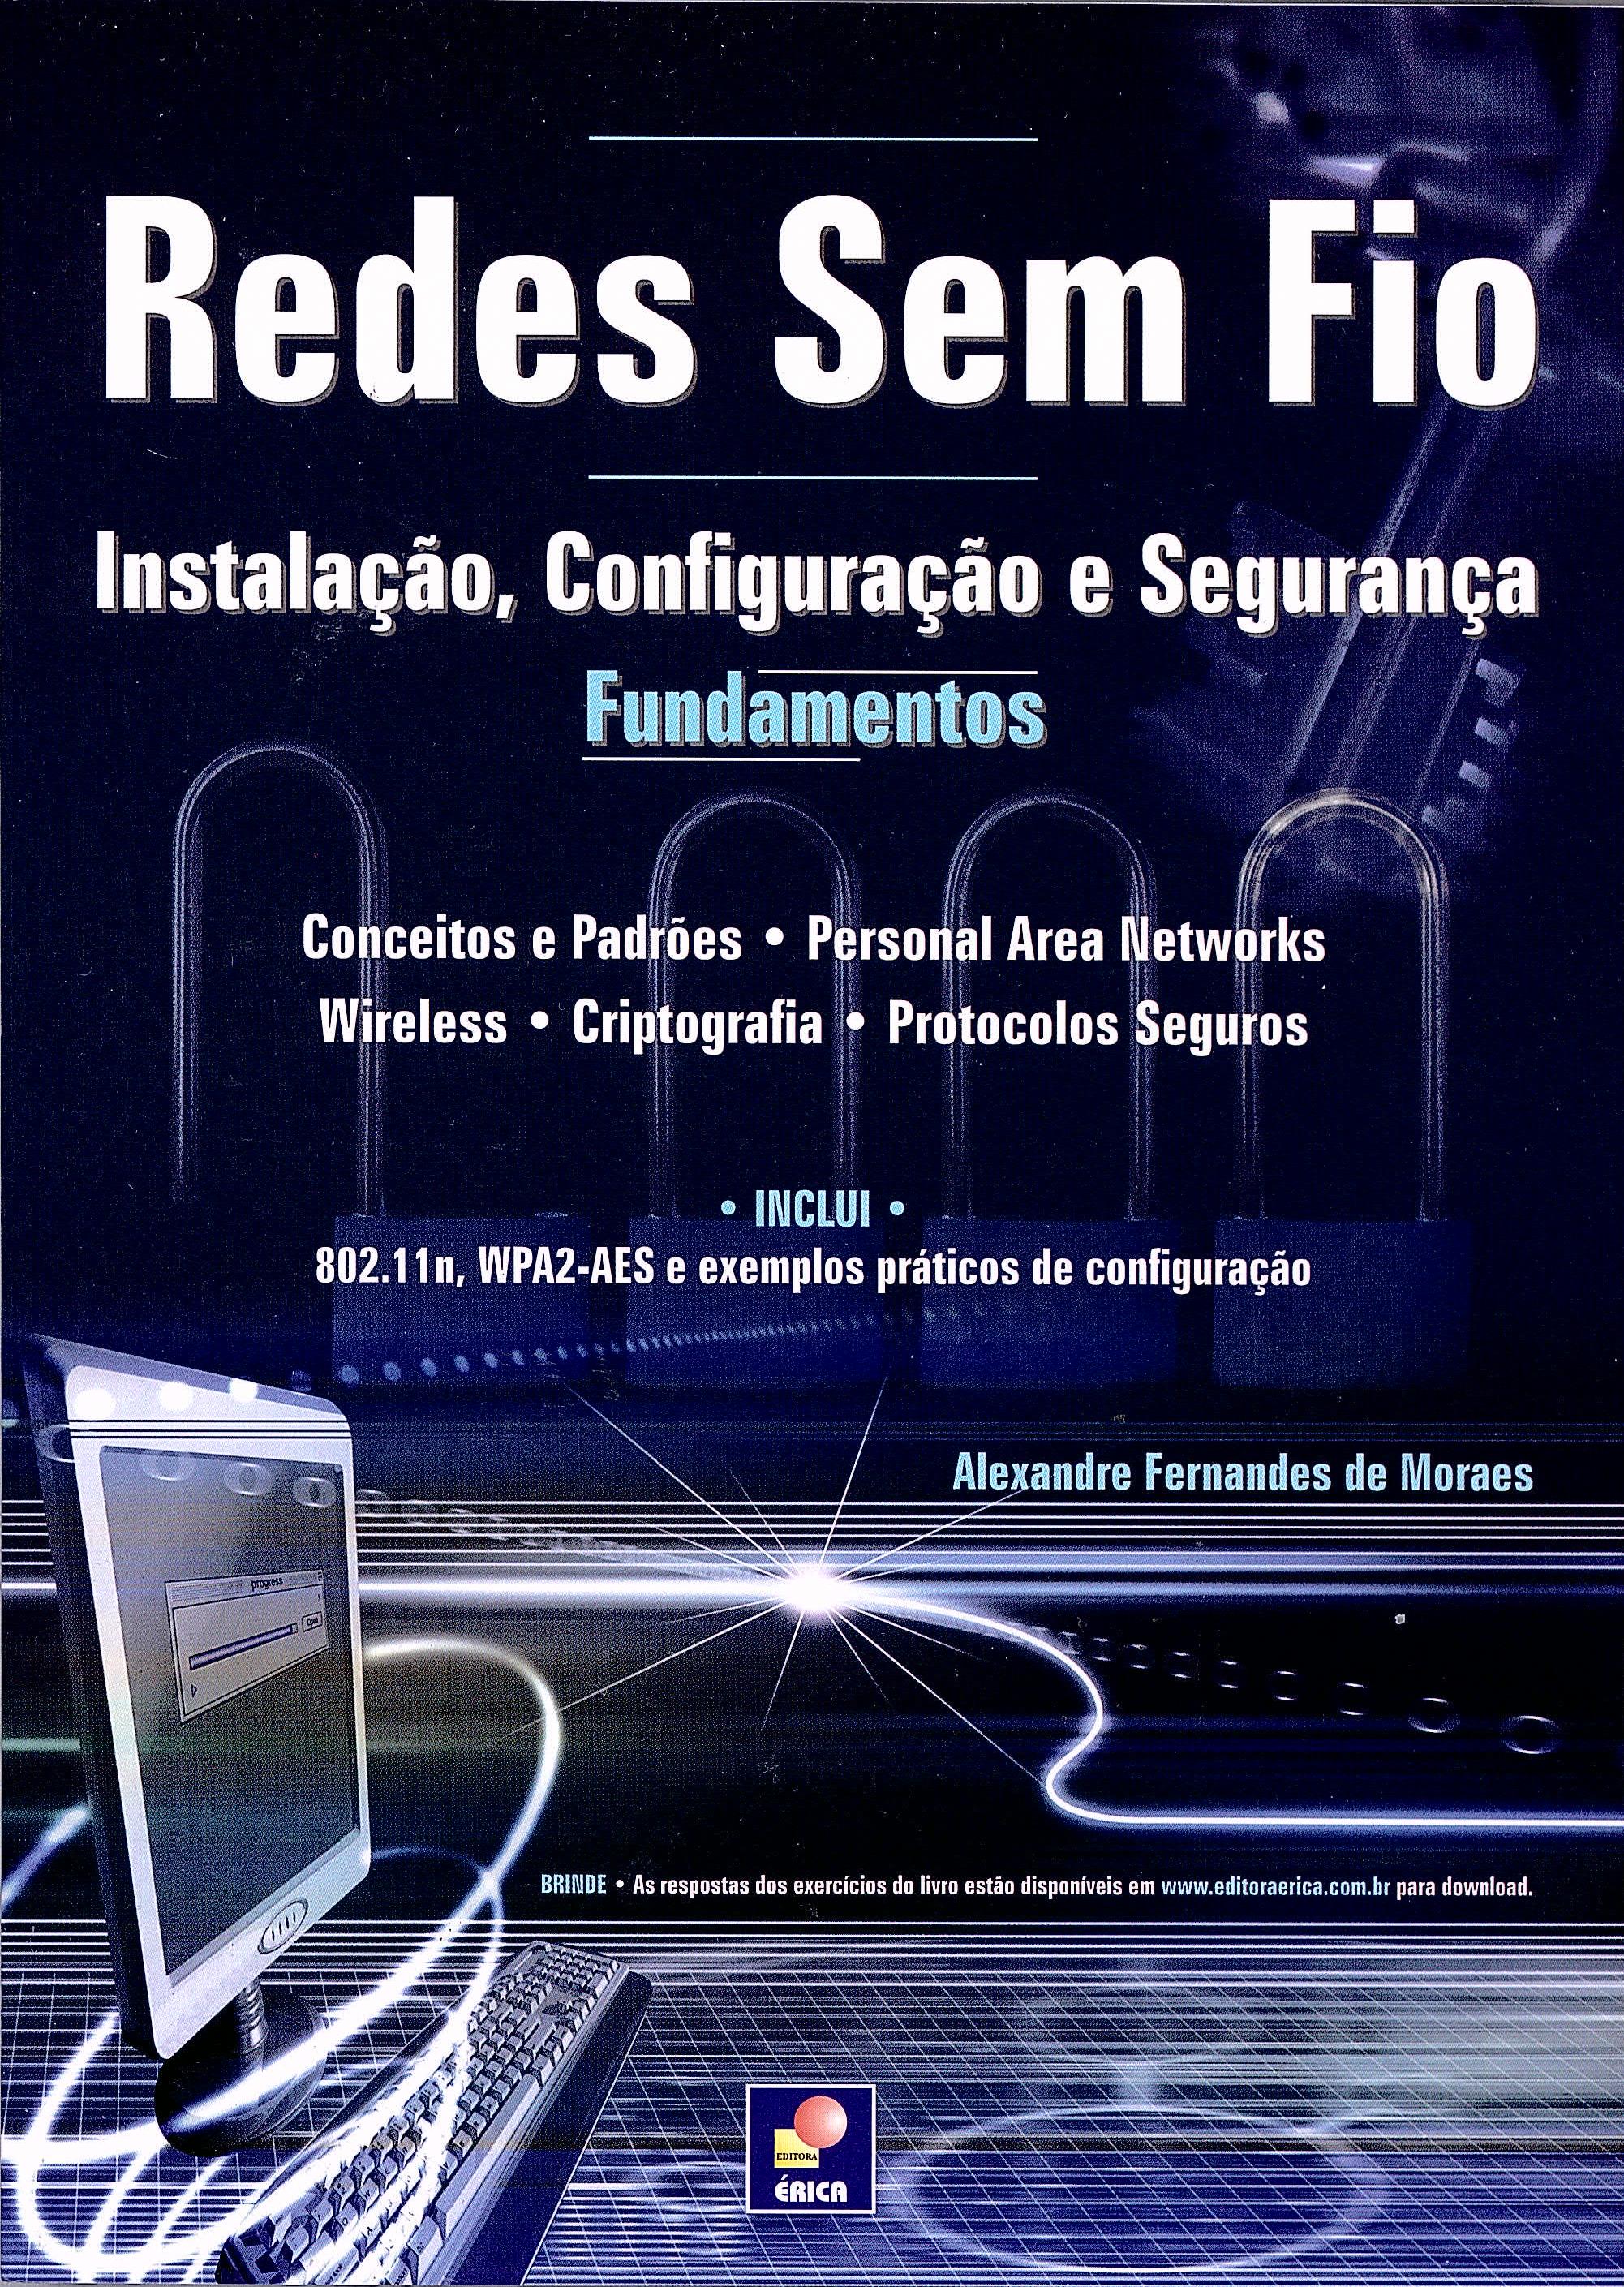 Redes Sem Fio
Instalação, Configuração e Segurança
Fundamentos
Conceitos e Padrões • Personal Area Networks
Wireless • Criptografia • Protocolos Seguros
• INCLUI •
802.11n, WPA2-AES e exemplos práticos de configuração
Alexandre Fernandes de Moraes
progress
BRINDE • As respostas dos exercícios do livro estão disponíveis em www.editoraerica.com.br para download.
EDITORA
ÉRICA